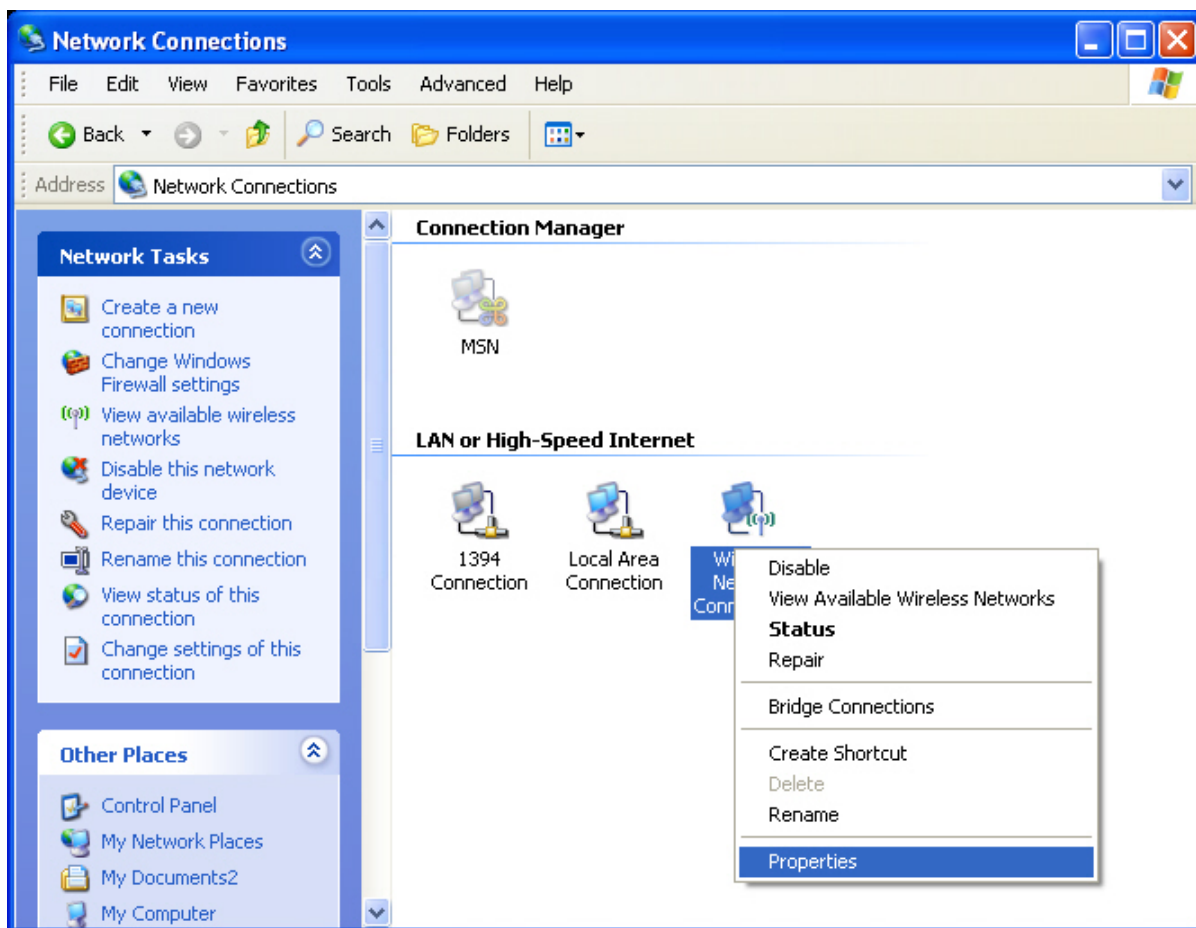 Network Connections
File Edit View Favorites Tools Advanced Help
Back Search Folders
Address Network Connections
Network Tasks
Create a new
connection
Change Windows
Firewall settings
View available wireless
networks
Disable this network
device
Repair this connection
Rename this connection
View status of this
connection
Change settings of this
connection
Other Places
Control Panel
My Network Places
My Documents2
My Computer
Connection Manager
MSN
LAN or High-Speed Internet
1394
Connection
Local Area
Connection
Disable
View Available Wireless Networks
Status
Repair
Bridge Connections
Create Shortcut
Delete
Rename
Properties